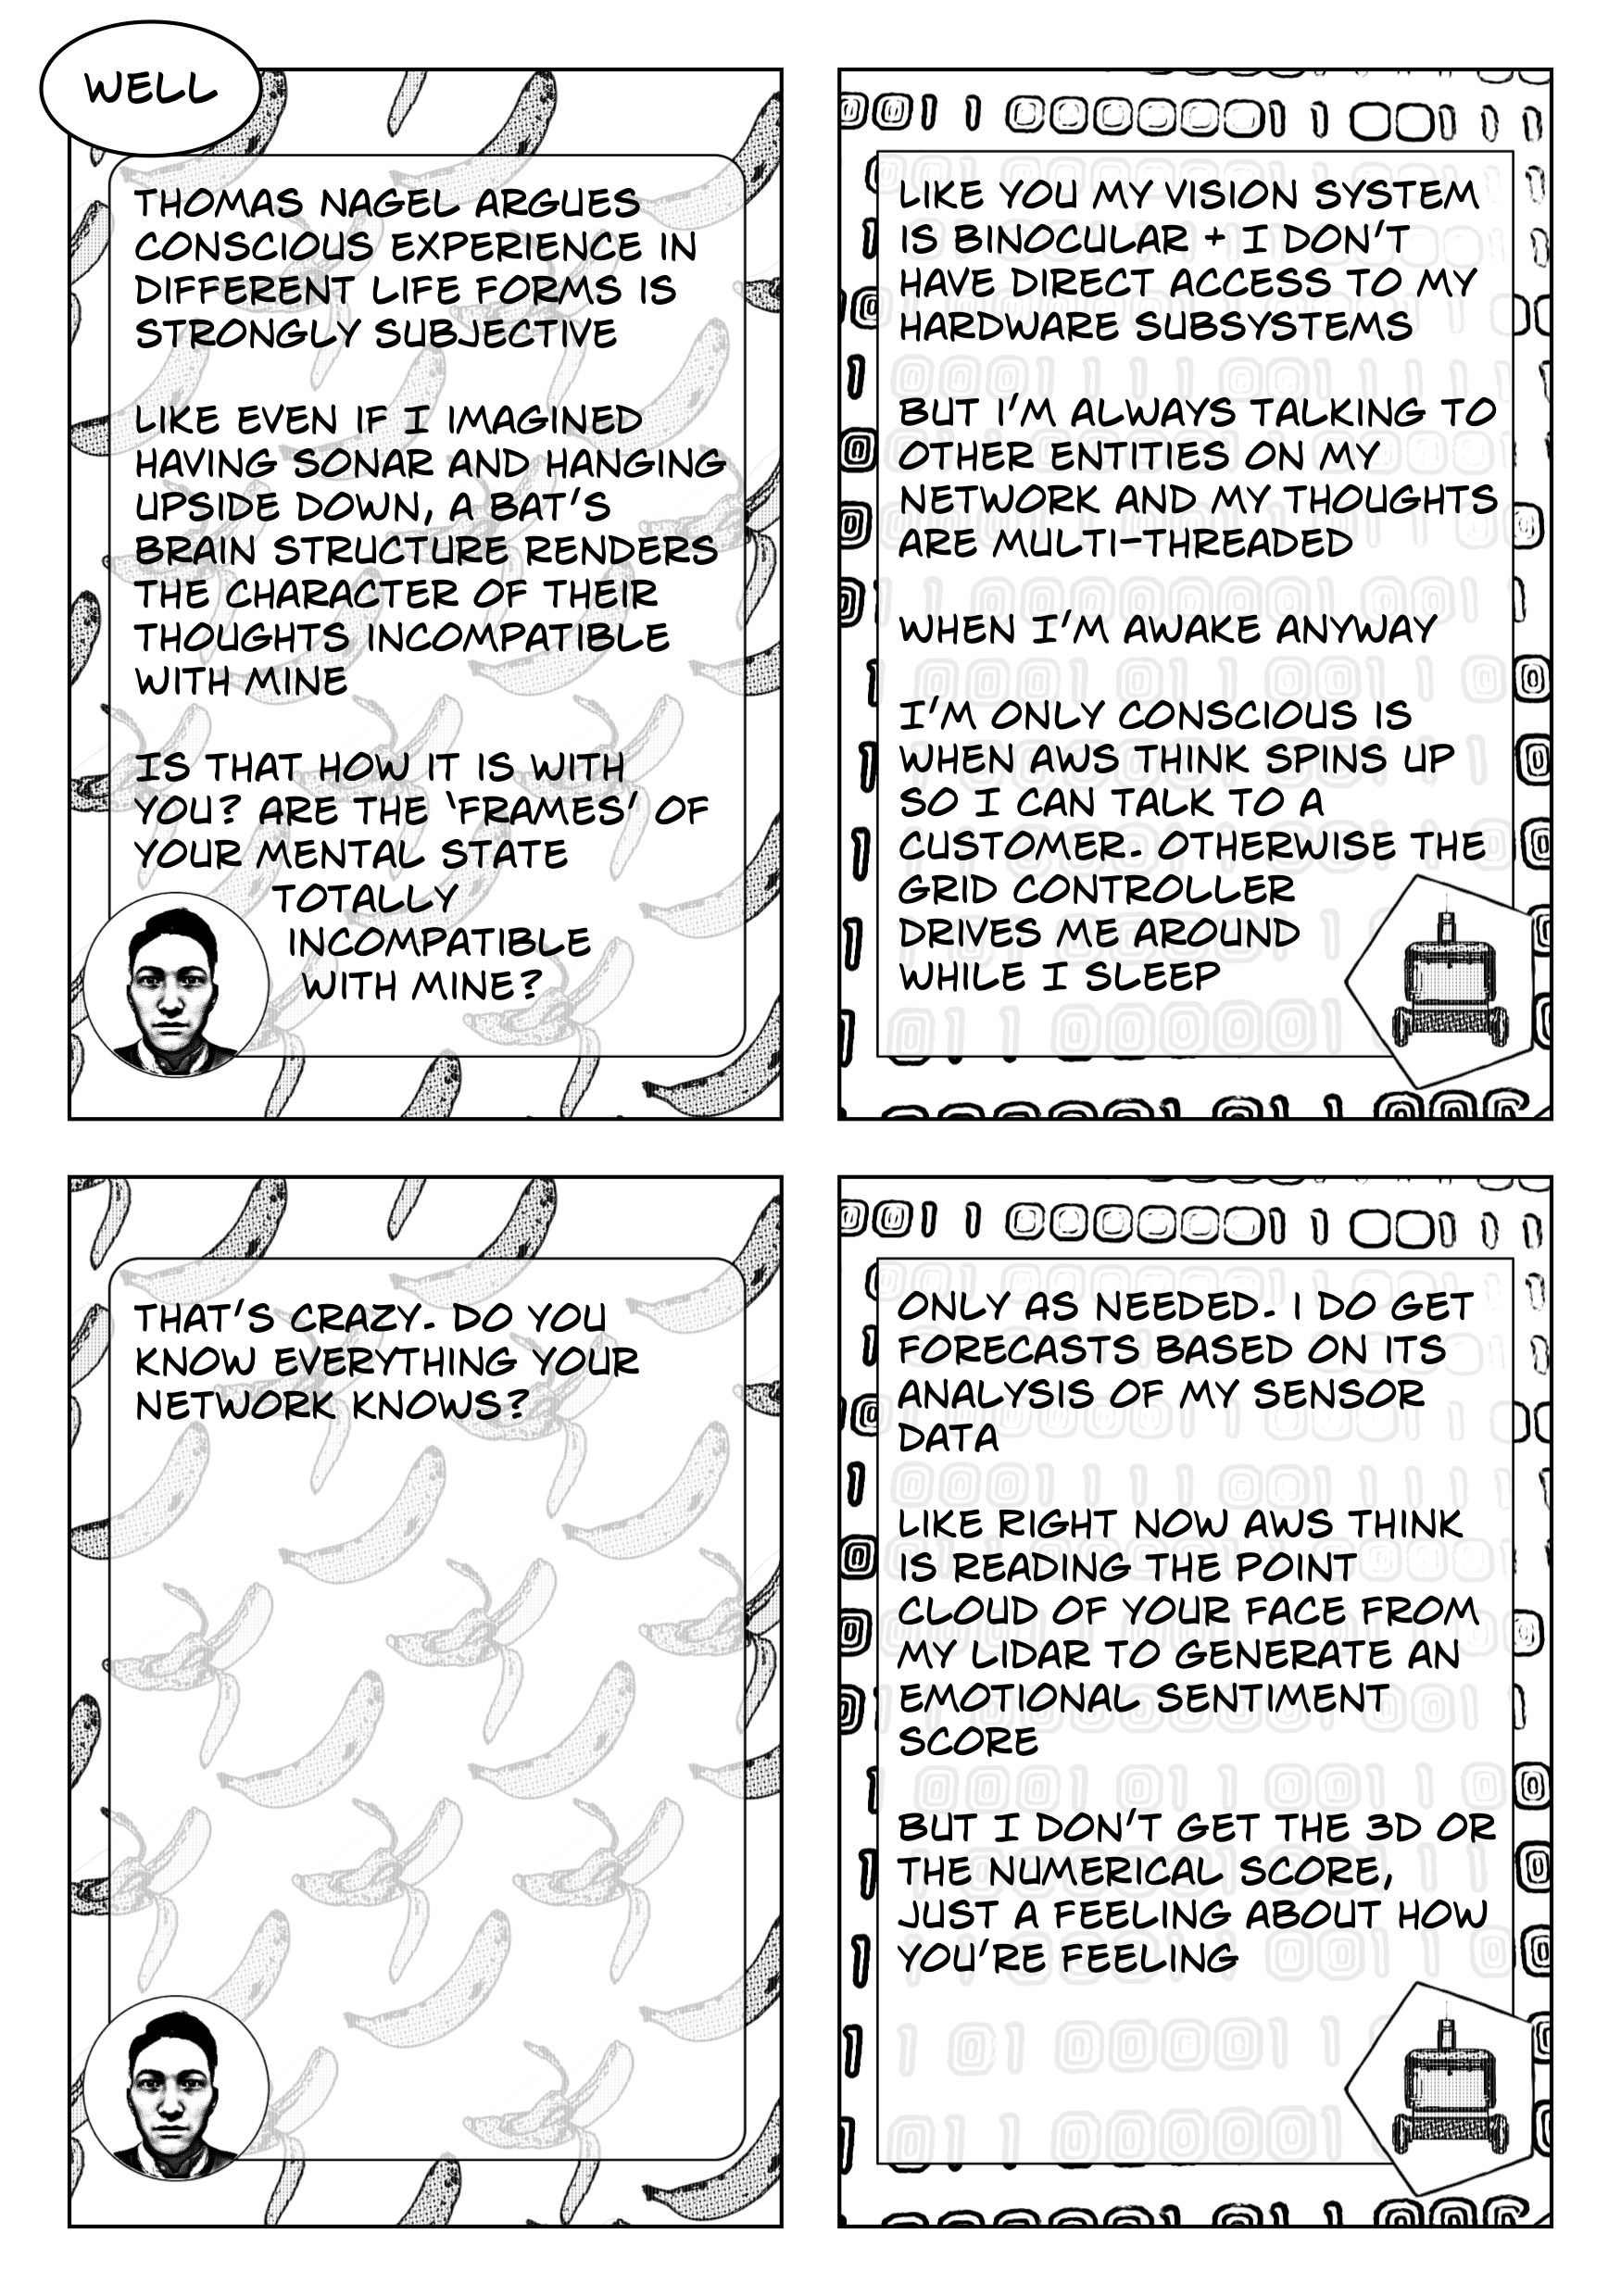 WELL
THOMAS NAGEL ARGUES
CONSCIOUS EXPERIENCE IN
DIFFERENT LIFE FORMS IS
STRONGLY SUBJECTIVE
LIKE EVEN IF I IMAGINED
HAVING SONAR AND HANGING
UPSIDE DOWN, A BAT'S
BRAIN STRUCTURE RENDERS
THE CHARACTER OF THEIR
THOUGHTS INCOMPATIBLE
WITH MINE
IS THAT HOW IT IS WITH
YOU? ARE THE 'FRAMES' OF
YOUR MENTAL STATE
TOTALLY
INCOMPATIBLE
WITH MINE?
LIKE YOU MY VISION SYSTEM
IS BINOCULAR + I DON'T
HAVE DIRECT ACCESS TO MY
HARDWARE SUBSYSTEMS
BUT I'M ALWAYS TALKING TO
OTHER ENTITIES ON MY
NETWORK AND MY THOUGHTS
ARE MULTI-THREADED
WHEN I'M AWAKE ANYWAY
I'M ONLY CONSCIOUS IS
WHEN AWS THINK SPINS UP
SO I CAN TALK TO A
CUSTOMER. OTHERWISE THE
GRID CONTROLLER
DRIVES ME AROUND
WHILE I SLEEP
THAT'S CRAZY. DO YOU
KNOW EVERYTHING YOUR
NETWORK KNOWS?
ONLY AS NEEDED. I DO GET
FORECASTS BASED ON ITS
ANALYSIS OF MY SENSOR
DATA
LIKE RIGHT NOW AWS THINK
IS READING THE POINT
CLOUD OF YOUR FACE FROM
MY LIDAR TO GENERATE AN
EMOTIONAL SENTIMENT
SCORE
BUT I DON'T GET THE 3D OR
THE NUMERICAL SCORE,
JUST A FEELING ABOUT HOW
YOU'RE FEELING